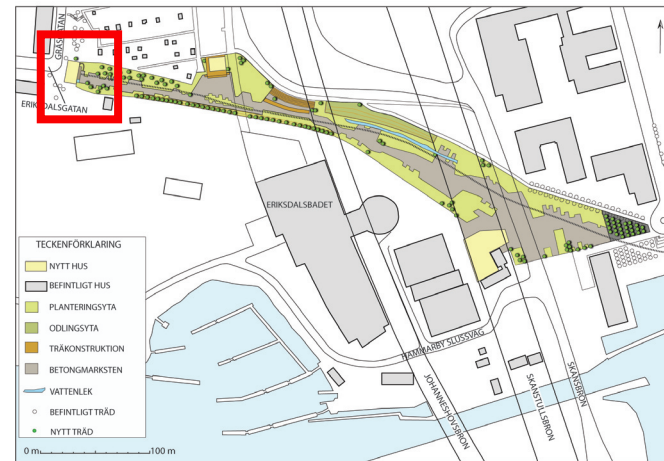 GRÄSGATAN
ERIKSDALSGATAN
ERIKSDALSBADET
TECKENFÖRKLARING
NYTT HUS
BEFINTLIGT HUS
PLANTERINGSYTA
ODLINGSYTA
TRÄKONSTRUKTION
BETONGMARKSTEN
VATTENLEK
BEFINTLIGT TRÄD
NYTT TRÄD
HAMMARBY SLUSSVÄG
JOHANNESHOVSBRON
SKANSTULLSBRON
SKANSBRON
0 m
100 m